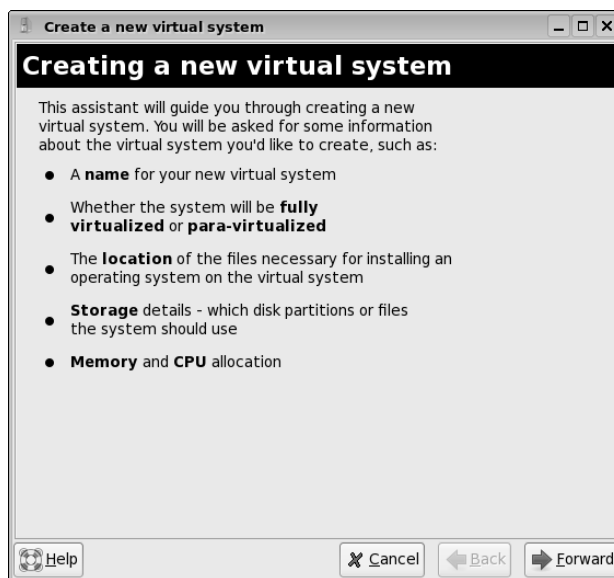 Create a new virtual system
Creating a new virtual system
This assistant will guide you through creating a new
virtual system. You will be asked for some information
about the virtual system you'd like to create, such as:
● A name for your new virtual system
● Whether the system will be fully
virtualized or para-virtualized
● The location of the files necessary for installing an
operating system on the virtual system
● Storage details - which disk partitions or files
the system should use
● Memory and CPU allocation
Help
Cancel
Back
Forward